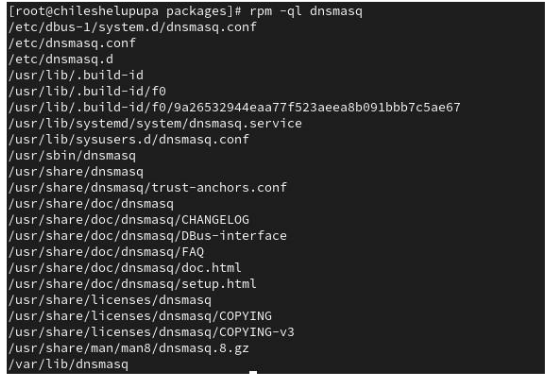 [root@chileshelupupa packages]# rpm -ql dnsmasq
/etc/dbus-1/system.d/dnsmasq.conf
/etc/dnsmasq.conf
/etc/dnsmasq.d
/usr/lib/.build-id
/usr/lib/.build-id/f0
/usr/lib/.build-id/f0/9a26532944eaa77f523aeea8b091bbb7c5ae67
/usr/lib/systemd/system/dnsmasq.service
/usr/lib/sysusers.d/dnsmasq.conf
/usr/sbin/dnsmasq
/usr/share/dnsmasq
/usr/share/dnsmasq/trust-anchors.conf
/usr/share/doc/dnsmasq
/usr/share/doc/dnsmasq/CHANGELOG
/usr/share/doc/dnsmasq/DBus-interface
/usr/share/doc/dnsmasq/FAQ
/usr/share/doc/dnsmasq/doc.html
/usr/share/doc/dnsmasq/setup.html
/usr/share/licenses/dnsmasq
/usr/share/licenses/dnsmasq/COPYING
/usr/share/licenses/dnsmasq/COPYING-v3
/usr/share/man/man8/dnsmasq.8.gz
/var/lib/dnsmasq